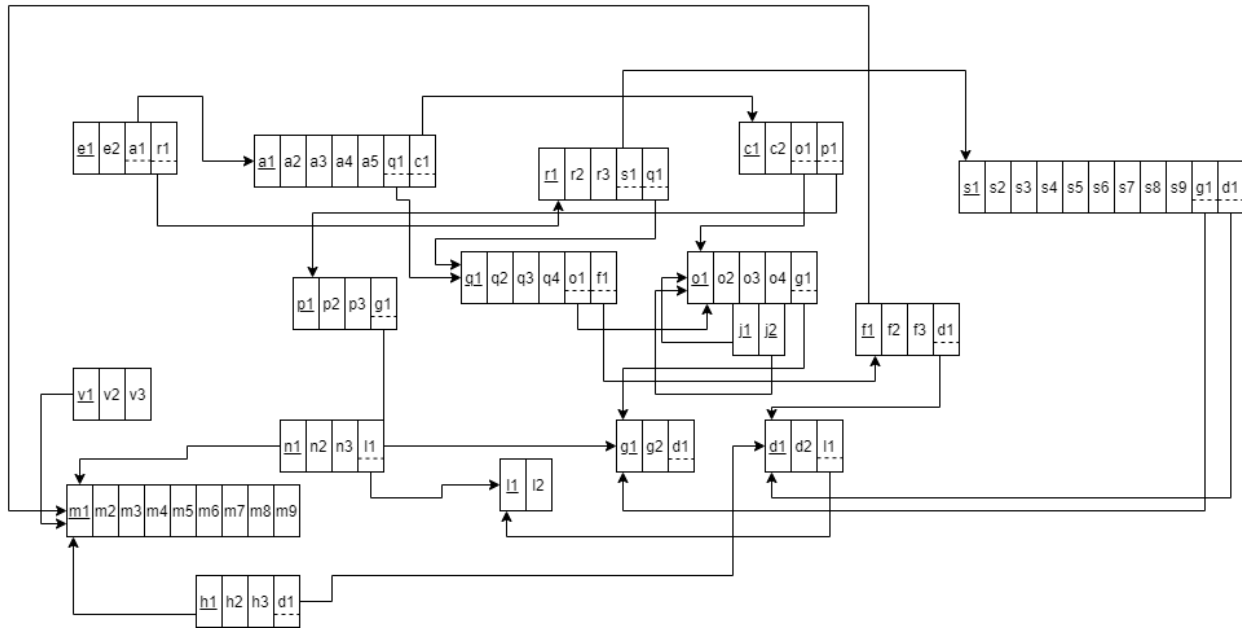 e1 e2 a1 r1
a1 a2 a3 a4 a5 q1 c1
r1 r2 r3 s1 q1
c1 c2 o1 p1
s1 s2 s3 s4 s5 s6 s7 s8 s9 g1 d1
p1 p2 p3 g1
q1 q2 q3 q4 o1 f1
o1 o2 o3 o4 g1
j1 j2
f1 f2 f3 d1
v1 v2 v3
n1 n2 n3 l1
g1 g2 d1
d1 d2 l1
l1 l2
m1 m2 m3 m4 m5 m6 m7 m8 m9
h1 h2 h3 d1